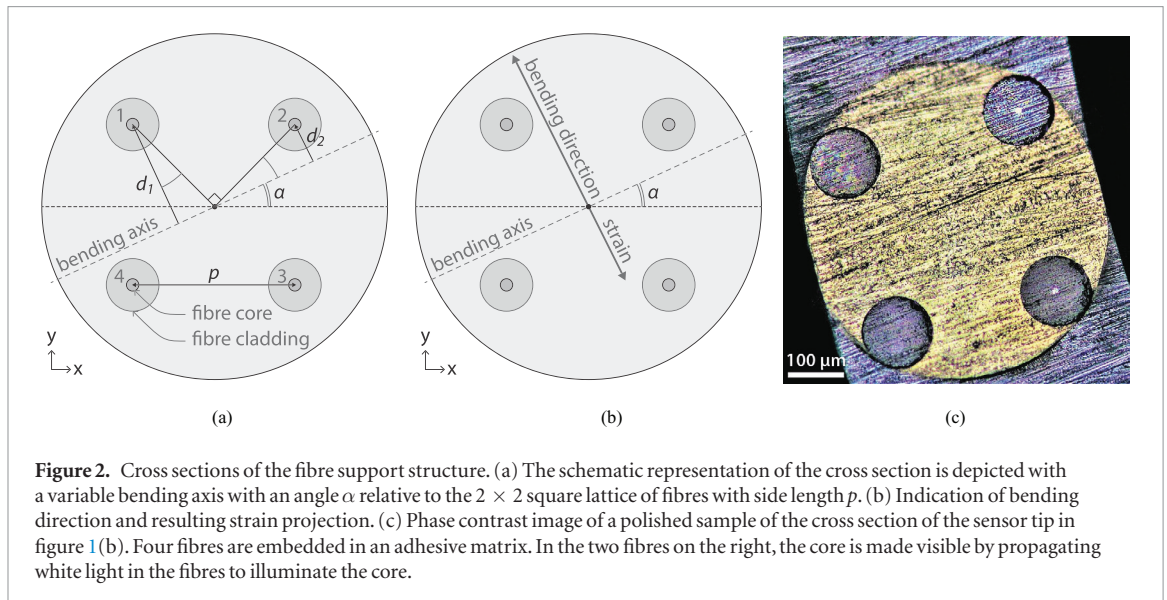 1
2
d₂
d₁
α
bending axis
p
4
3
fibre core
fibre cladding
y
x
(a)
bending direction
α
strain
bending axis
y
x
(b)
100 µm
(c)
Figure 2. Cross sections of the fibre support structure. (a) The schematic representation of the cross section is depicted with
a variable bending axis with an angle α relative to the 2 × 2 square lattice of fibres with side length p. (b) Indication of bending
direction and resulting strain projection. (c) Phase contrast image of a polished sample of the cross section of the sensor tip in
figure 1(b). Four fibres are embedded in an adhesive matrix. In the two fibres on the right, the core is made visible by propagating
white light in the fibres to illuminate the core.